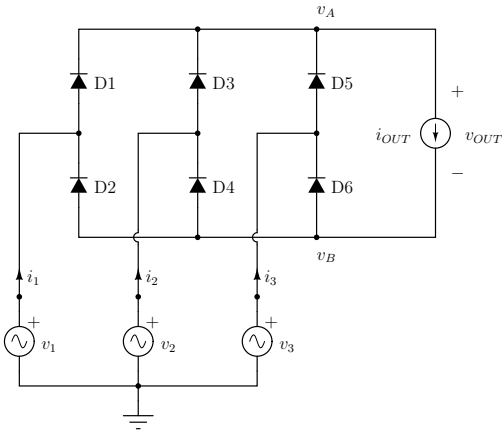 v_A
D1 D3 D5
+
i_OUT v_OUT
D2 D4 D6
−
v_B
i_1 i_2 i_3
+ + +
v_1 v_2 v_3